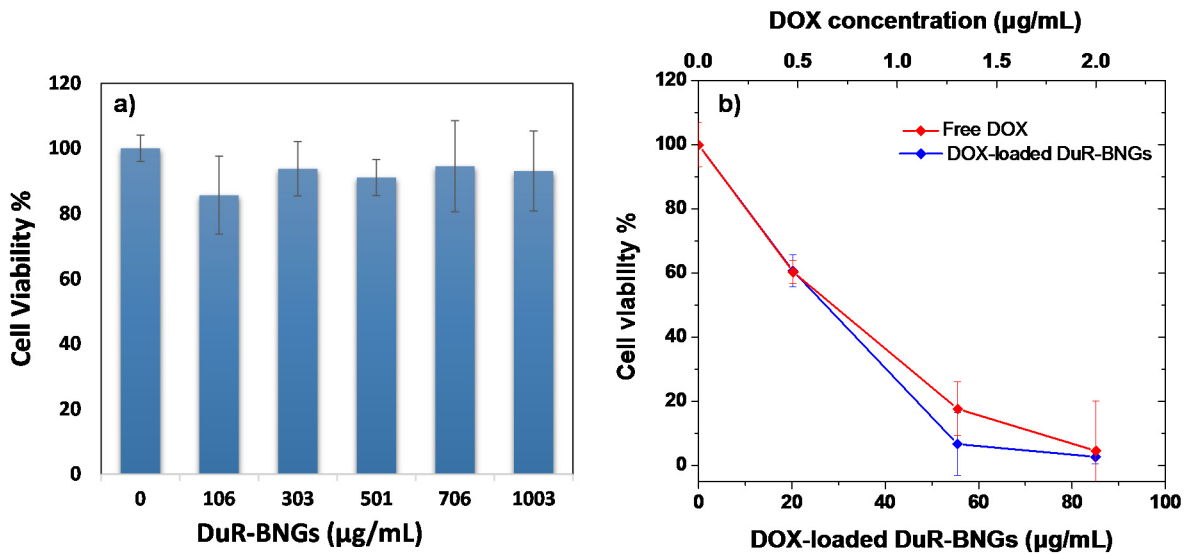 120
a)
100
80
60
40
20
0
Cell Viability %
0 106 303 501 706 1003
DuR-BNGs (µg/mL)
DOX concentration (µg/mL)
0.0 0.5 1.0 1.5 2.0
120
b)
Free DOX
DOX-loaded DuR-BNGs
100
80
60
40
20
0
Cell viability %
0 20 40 60 80 100
DOX-loaded DuR-BNGs (µg/mL)